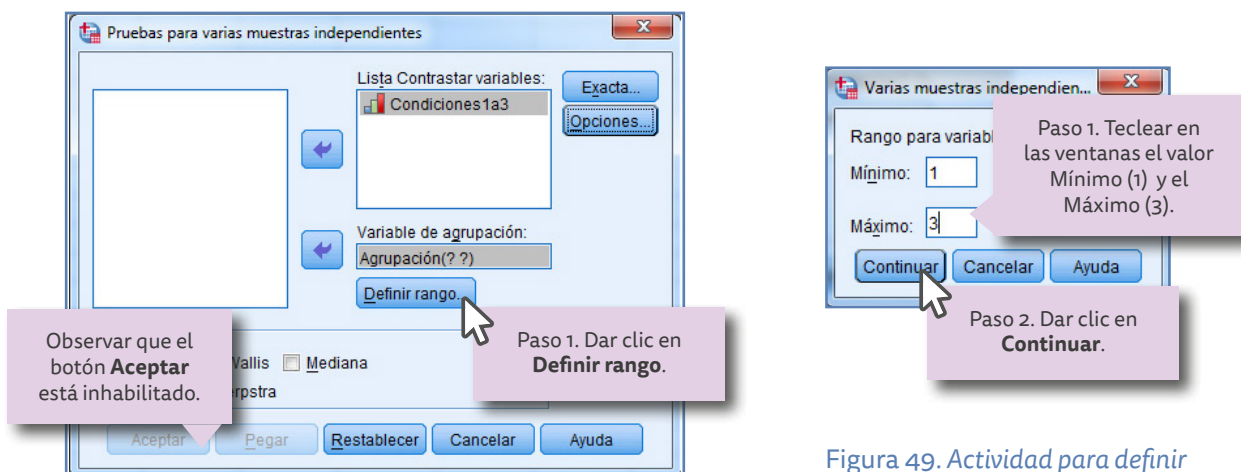 Pruebas para varias muestras independientes
Lista Contrastar variables:
Condiciones1a3
Exacta...
Opciones...
Variable de agrupación:
Agrupación(? ?)
Definir rango...
Observar que el
botón Aceptar
está inhabilitado.
Wallis
Mediana
erpstra
Paso 1. Dar clic en
Definir rango.
Aceptar
Pegar
Restablecer
Cancelar
Ayuda
Varias muestras independien...
Rango para variabl
Mínimo: 1
Máximo: 3
Paso 1. Teclear en
las ventanas el valor
Mínimo (1) y el
Máximo (3).
Continuar
Cancelar
Ayuda
Paso 2. Dar clic en
Continuar.
Figura 49. Actividad para definir